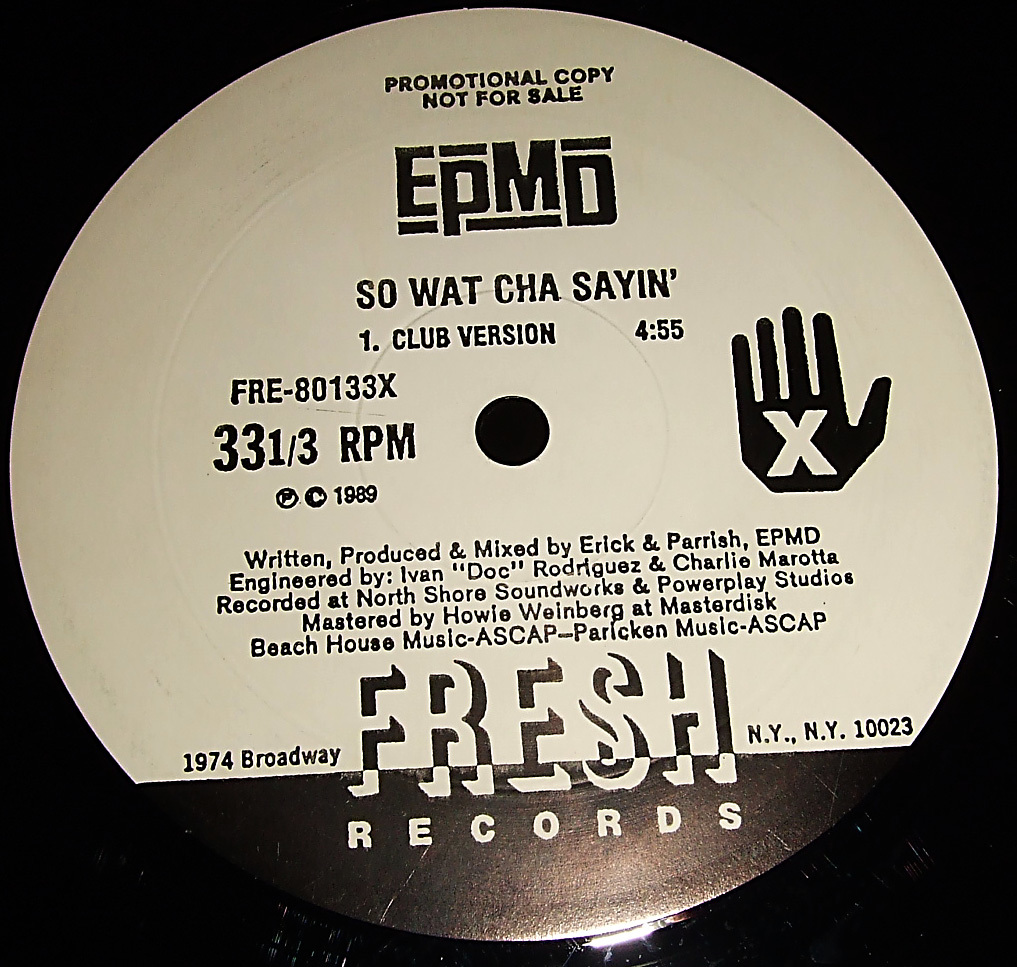 PROMOTIONAL COPY
NOT FOR SALE
EPMD
SO WAT CHA SAYIN'
1. CLUB VERSION 4:55
FRE-80133X
33 1/3 RPM
X
Ⓟ © 1989
Written, Produced & Mixed by Erick & Parrish, EPMD
Engineered by: Ivan "Doc" Rodriguez & Charlie Marotta
Recorded at North Shore Soundworks & Powerplay Studios
Mastered by Howie Weinberg at Masterdisk
Beach House Music-ASCAP-Paricken Music-ASCAP
1974 Broadway FRESH N.Y., N.Y. 10023
RECORDS